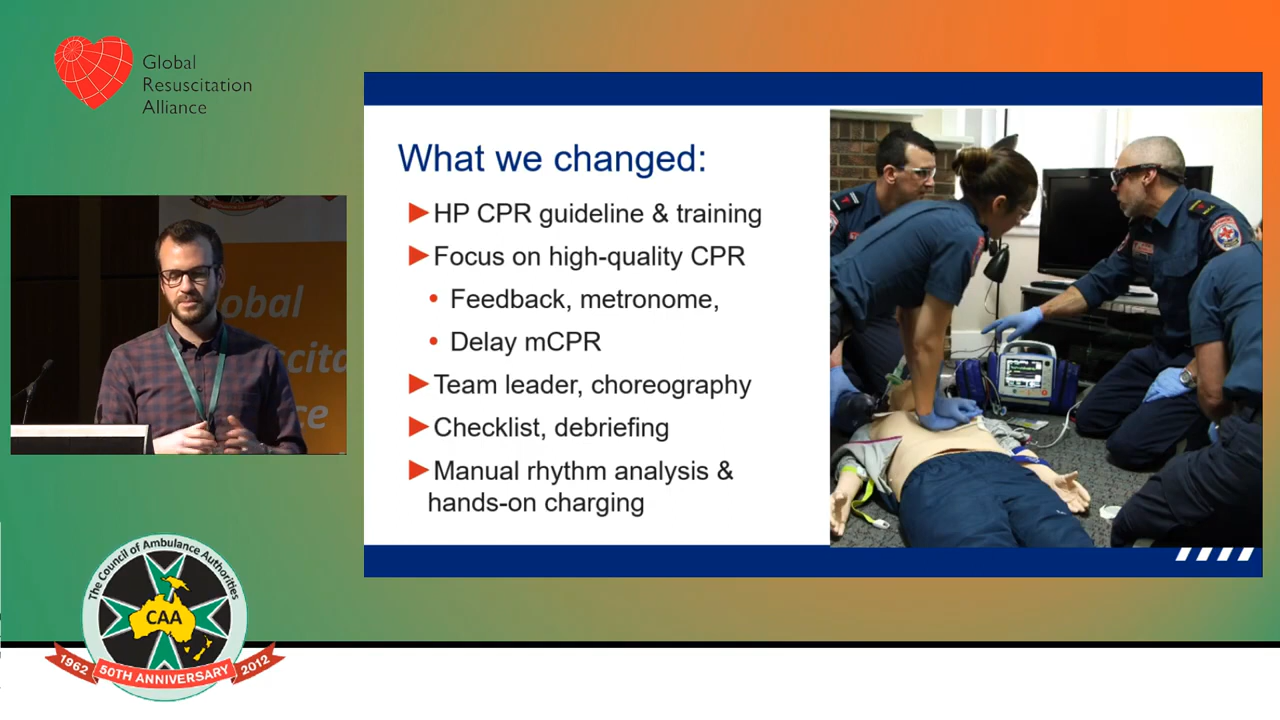 Global
Resuscitation
Alliance
What we changed:
HP CPR guideline & training
Focus on high-quality CPR
Feedback, metronome,
Delay mCPR
Team leader, choreography
Checklist, debriefing
Manual rhythm analysis &
hands-on charging
The Council of Ambulance Authorities
CAA
1962 50TH ANNIVERSARY 2012